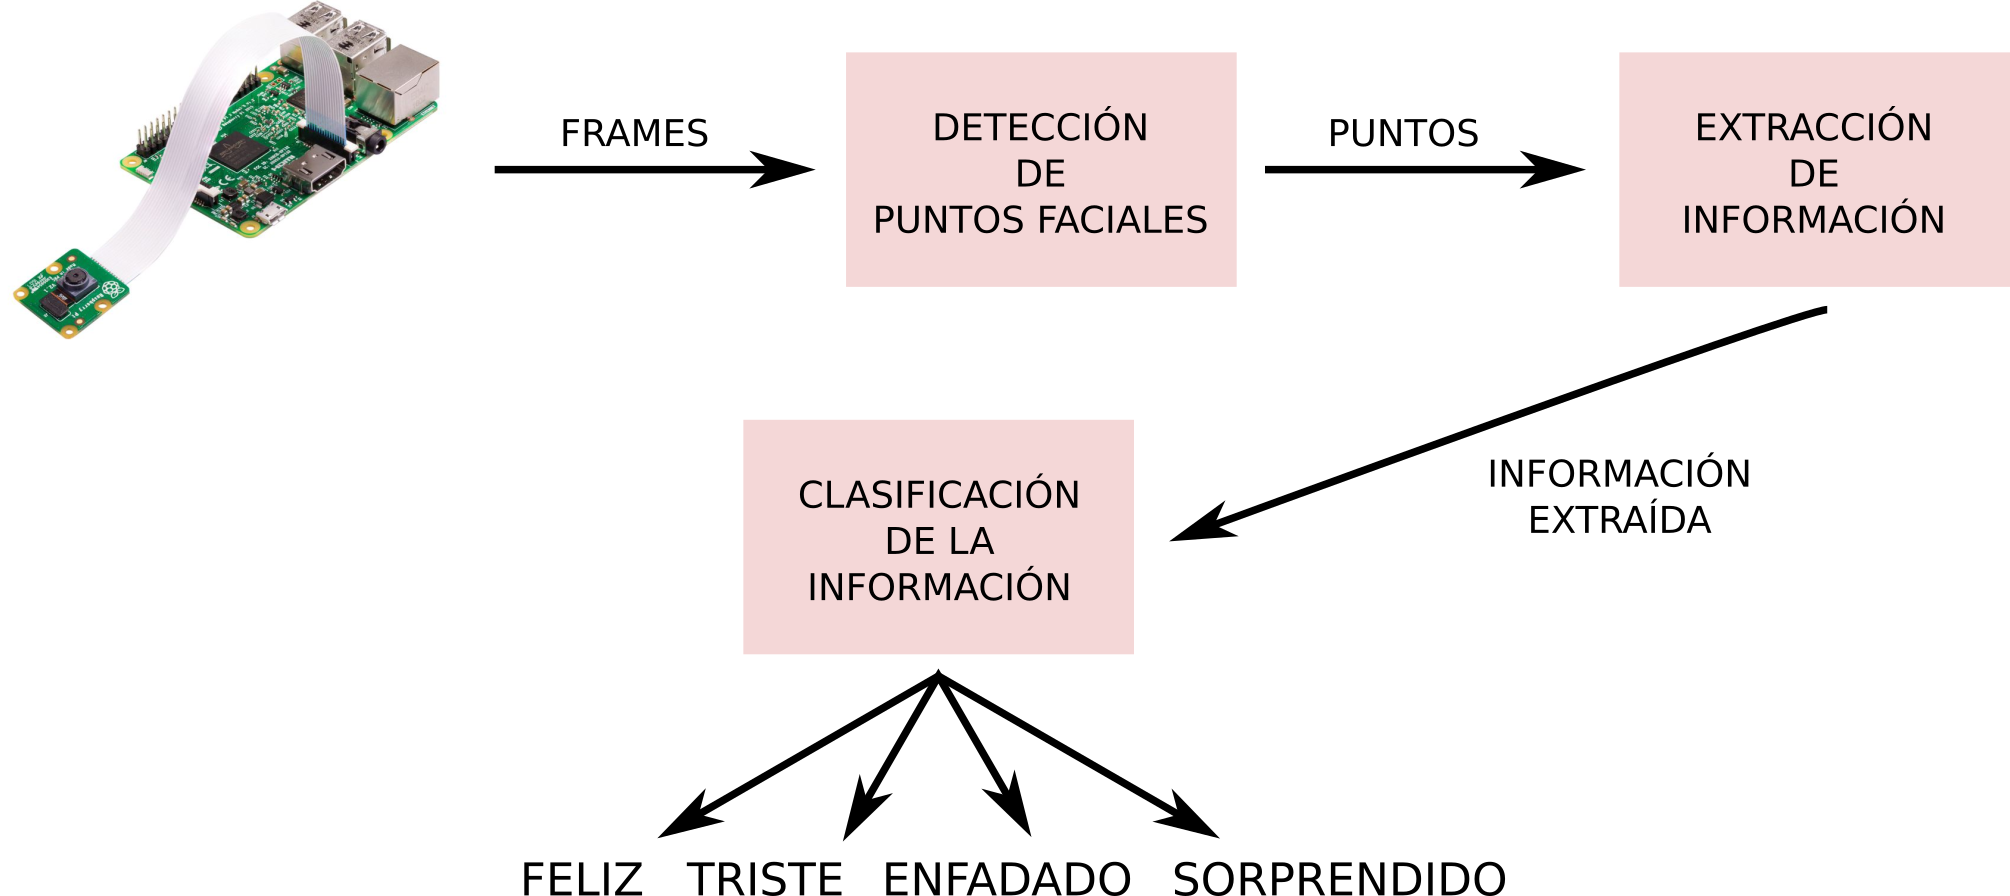 FRAMES
DETECCIÓN
DE
PUNTOS FACIALES
PUNTOS
EXTRACCIÓN
DE
INFORMACIÓN
INFORMACIÓN
EXTRAÍDA
CLASIFICACIÓN
DE LA
INFORMACIÓN
FELIZ TRISTE ENFADADO SORPRENDIDO